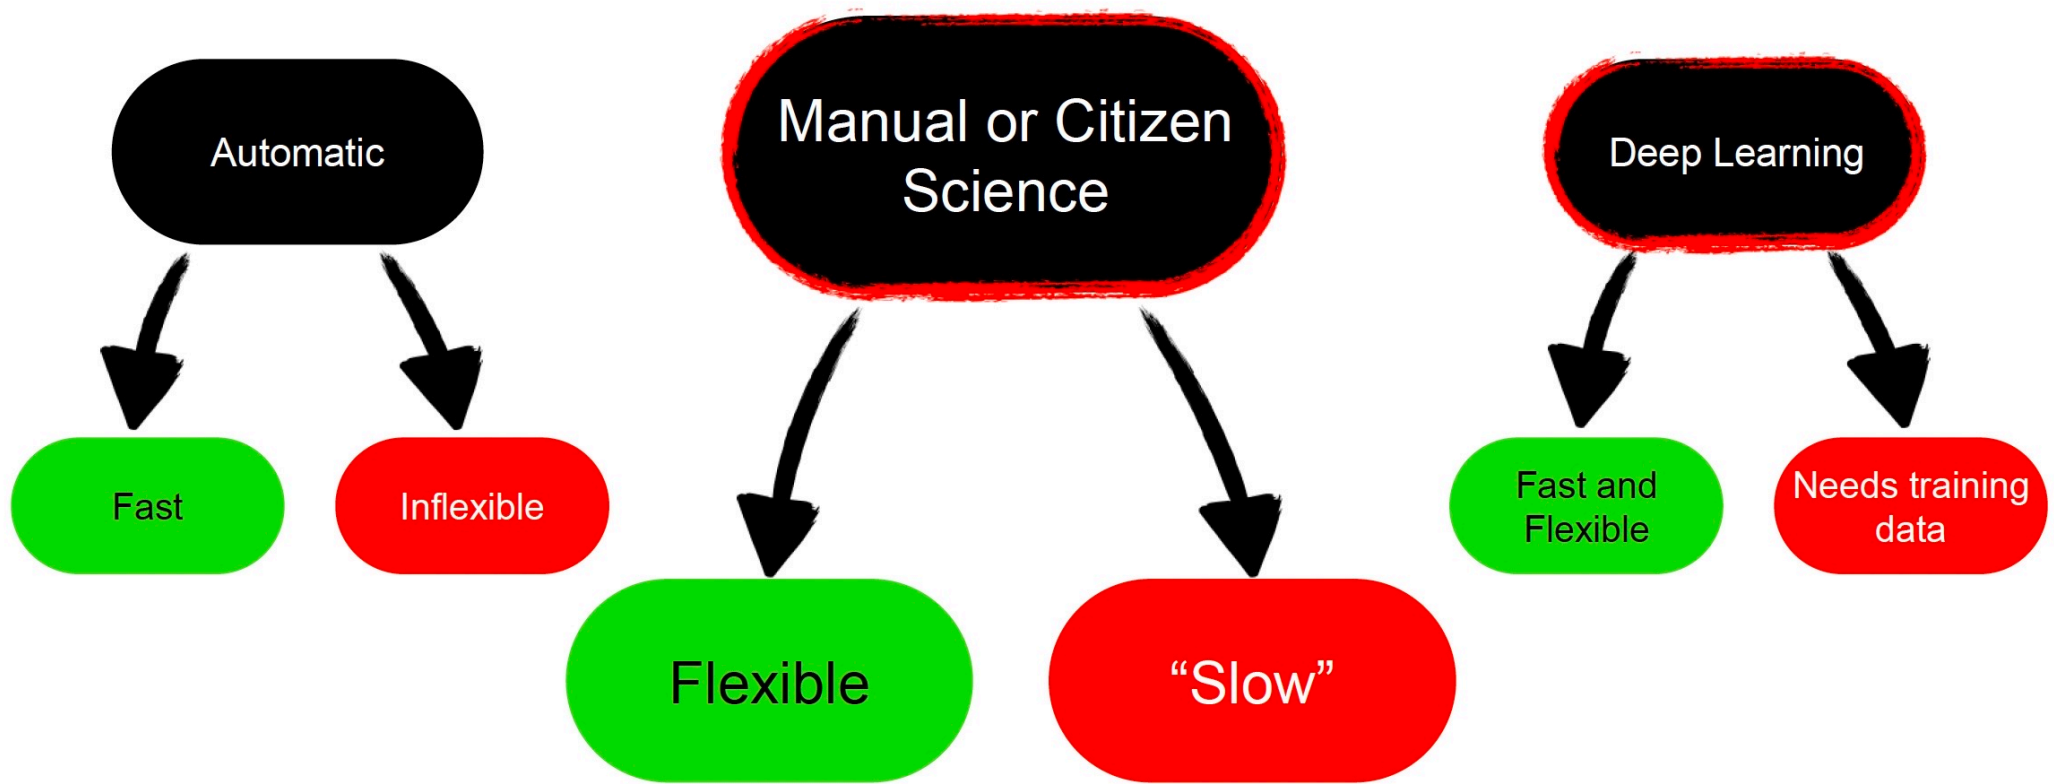 Automatic
Manual or Citizen
Science
Deep Learning
Fast
Inflexible
Flexible
“Slow”
Fast and
Flexible
Needs training
data